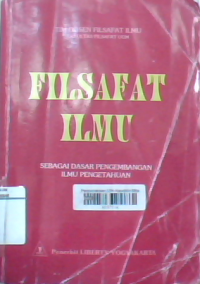 TIM DOSEN FILSAFAT ILMU
FILSAFAT
ILMU
SEBAGAI DASAR PENGEMBANGAN
ILMU PENGETAHUAN
Penerbit LIBERTY YOGYAKARTA